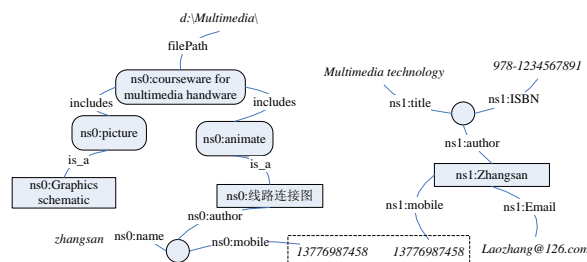 d:\Multimedia\
filePath
ns0:courseware for
multimedia hardware
includes
includes
ns0:picture
ns0:animate
is_a
is_a
ns0:Graphics
schematic
ns0:线路连接图
ns0:author
zhangsan
ns0:name
ns0:mobile
13776987458
13776987458
Multimedia technology
978-1234567891
ns1:title
ns1:ISBN
ns1:author
ns1:Zhangsan
ns1:mobile
ns1:Email
Laozhang@126.com